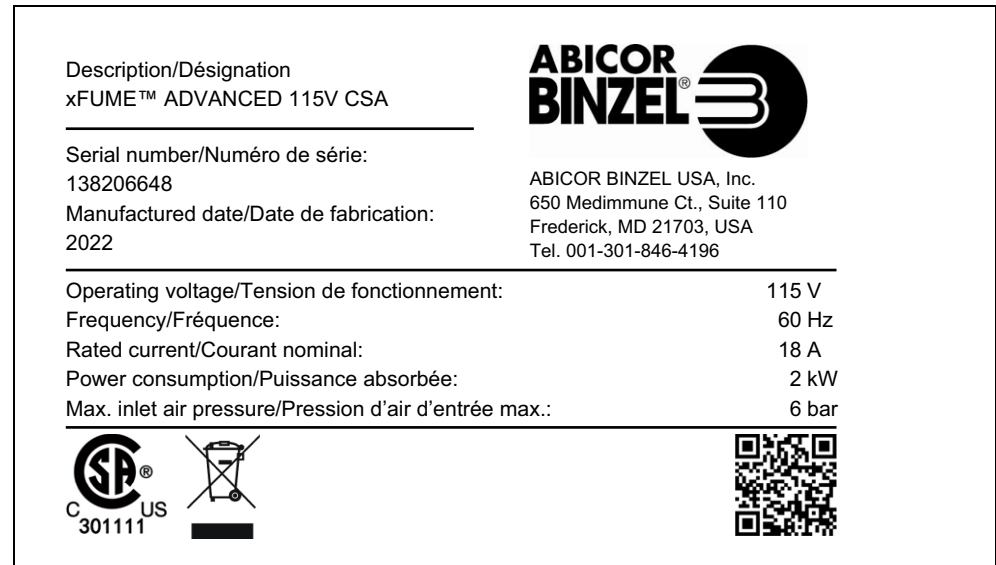 Description/Désignation
xFUME™ ADVANCED 115V CSA
Serial number/Numéro de série:
138206648
Manufactured date/Date de fabrication:
2022
ABICOR
BINZEL®
ABICOR BINZEL USA, Inc.
650 Medimmune Ct., Suite 110
Frederick, MD 21703, USA
Tel. 001-301-846-4196
Operating voltage/Tension de fonctionnement: 115 V
Frequency/Fréquence: 60 Hz
Rated current/Courant nominal: 18 A
Power consumption/Puissance absorbée: 2 kW
Max. inlet air pressure/Pression d’air d’entrée max.: 6 bar
CSA®
C US
301111